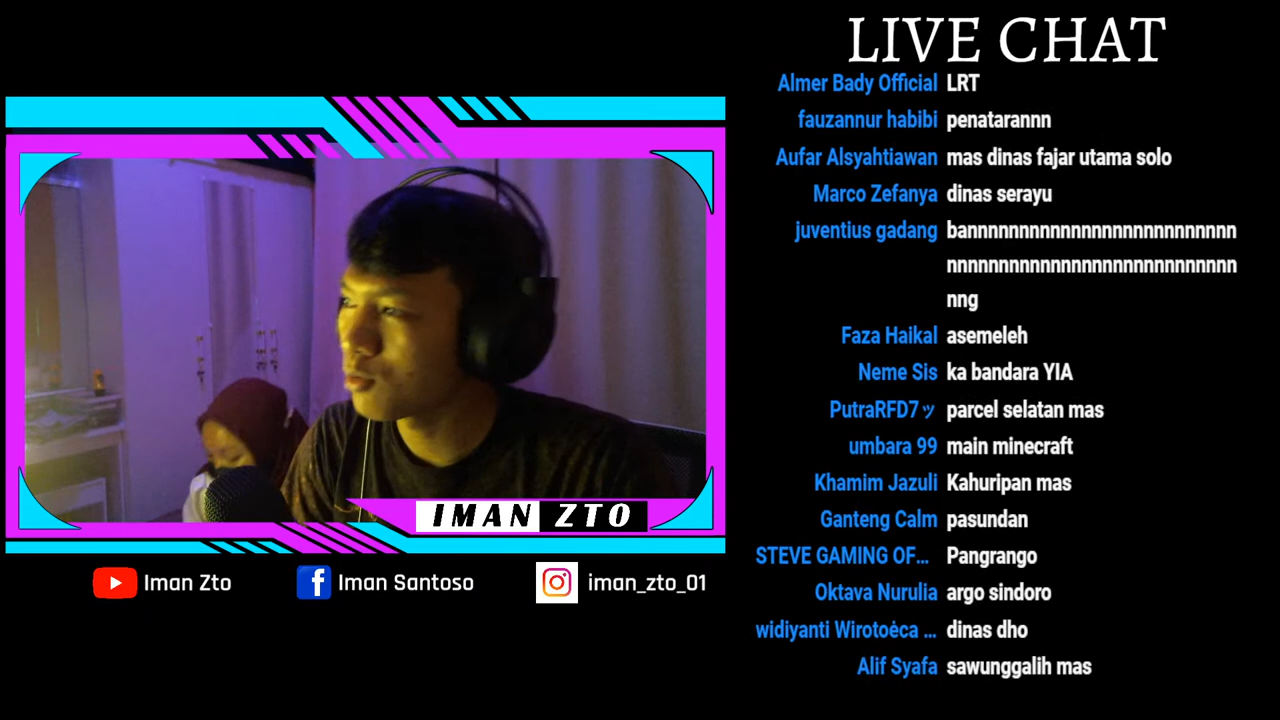 LIVE CHAT
Almer Bady Official LRT
fauzannur habibi penatarannn
Aufar Alsyahtiawan mas dinas fajar utama solo
Marco Zefanya dinas serayu
juventius gadang bannnnnnnnnnnnnnnnnnnnnnnnnn
nnnnnnnnnnnnnnnnnnnnnnnnnnnn
nng
Faza Haikal asemeleh
Neme Sis ka bandara YIA
PutraRFD7ッ parcel selatan mas
umbara 99 main minecraft
Khamim Jazuli Kahuripan mas
Ganteng Calm pasundan
STEVE GAMING OF... Pangrango
Oktava Nurulia argo sindoro
widiyanti Wirotoėca ... dinas dho
Alif Syafa sawunggalih mas
IMAN ZTO
Iman Zto
Iman Santoso
iman_zto_01